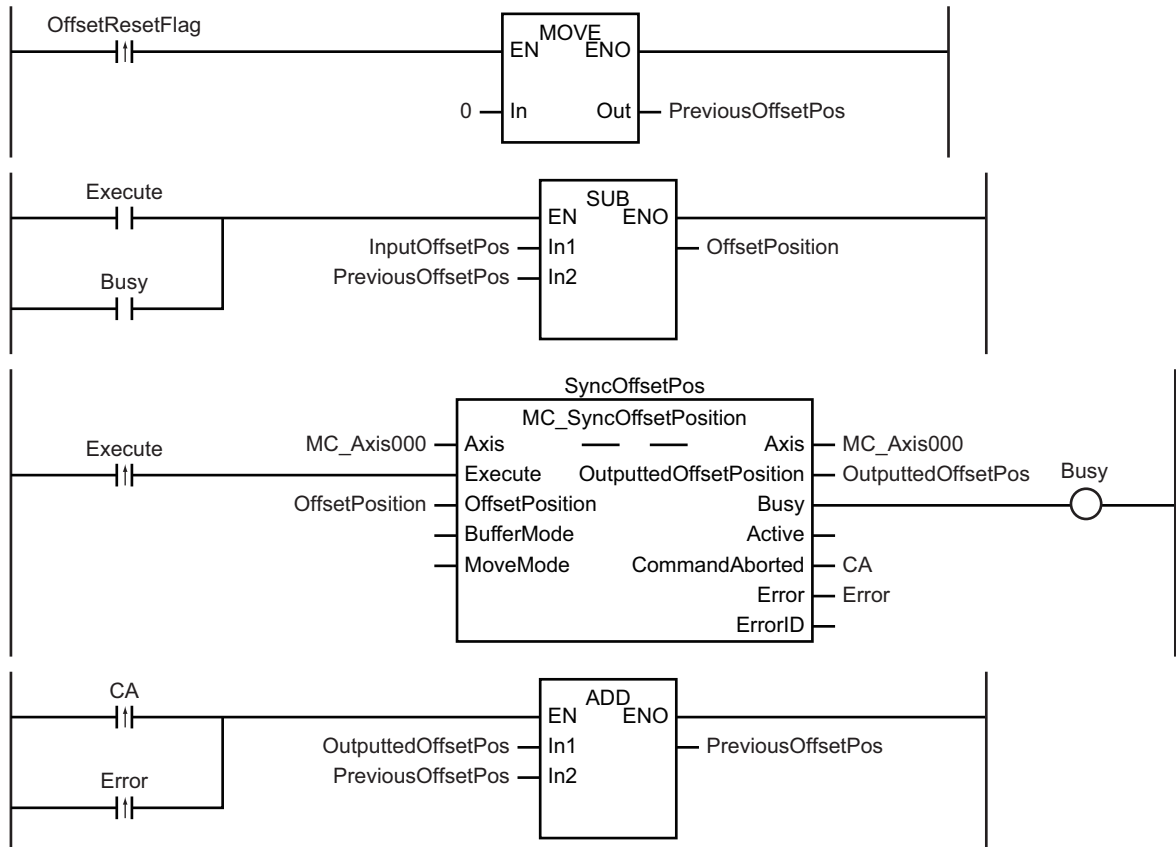 OffsetResetFlag
MOVE
EN ENO
0 In Out PreviousOffsetPos
Execute
SUB
EN ENO
InputOffsetPos In1 OffsetPosition
PreviousOffsetPos In2
Busy
SyncOffsetPos
MC_SyncOffsetPosition
MC_Axis000 Axis Axis MC_Axis000
Execute
Execute OutputtedOffsetPosition OutputtedOffsetPos
Busy
OffsetPosition OffsetPosition Busy
BufferMode Active
MoveMode CommandAborted CA
Error Error
ErrorID
CA
ADD
EN ENO
OutputtedOffsetPos In1 PreviousOffsetPos
PreviousOffsetPos In2
Error